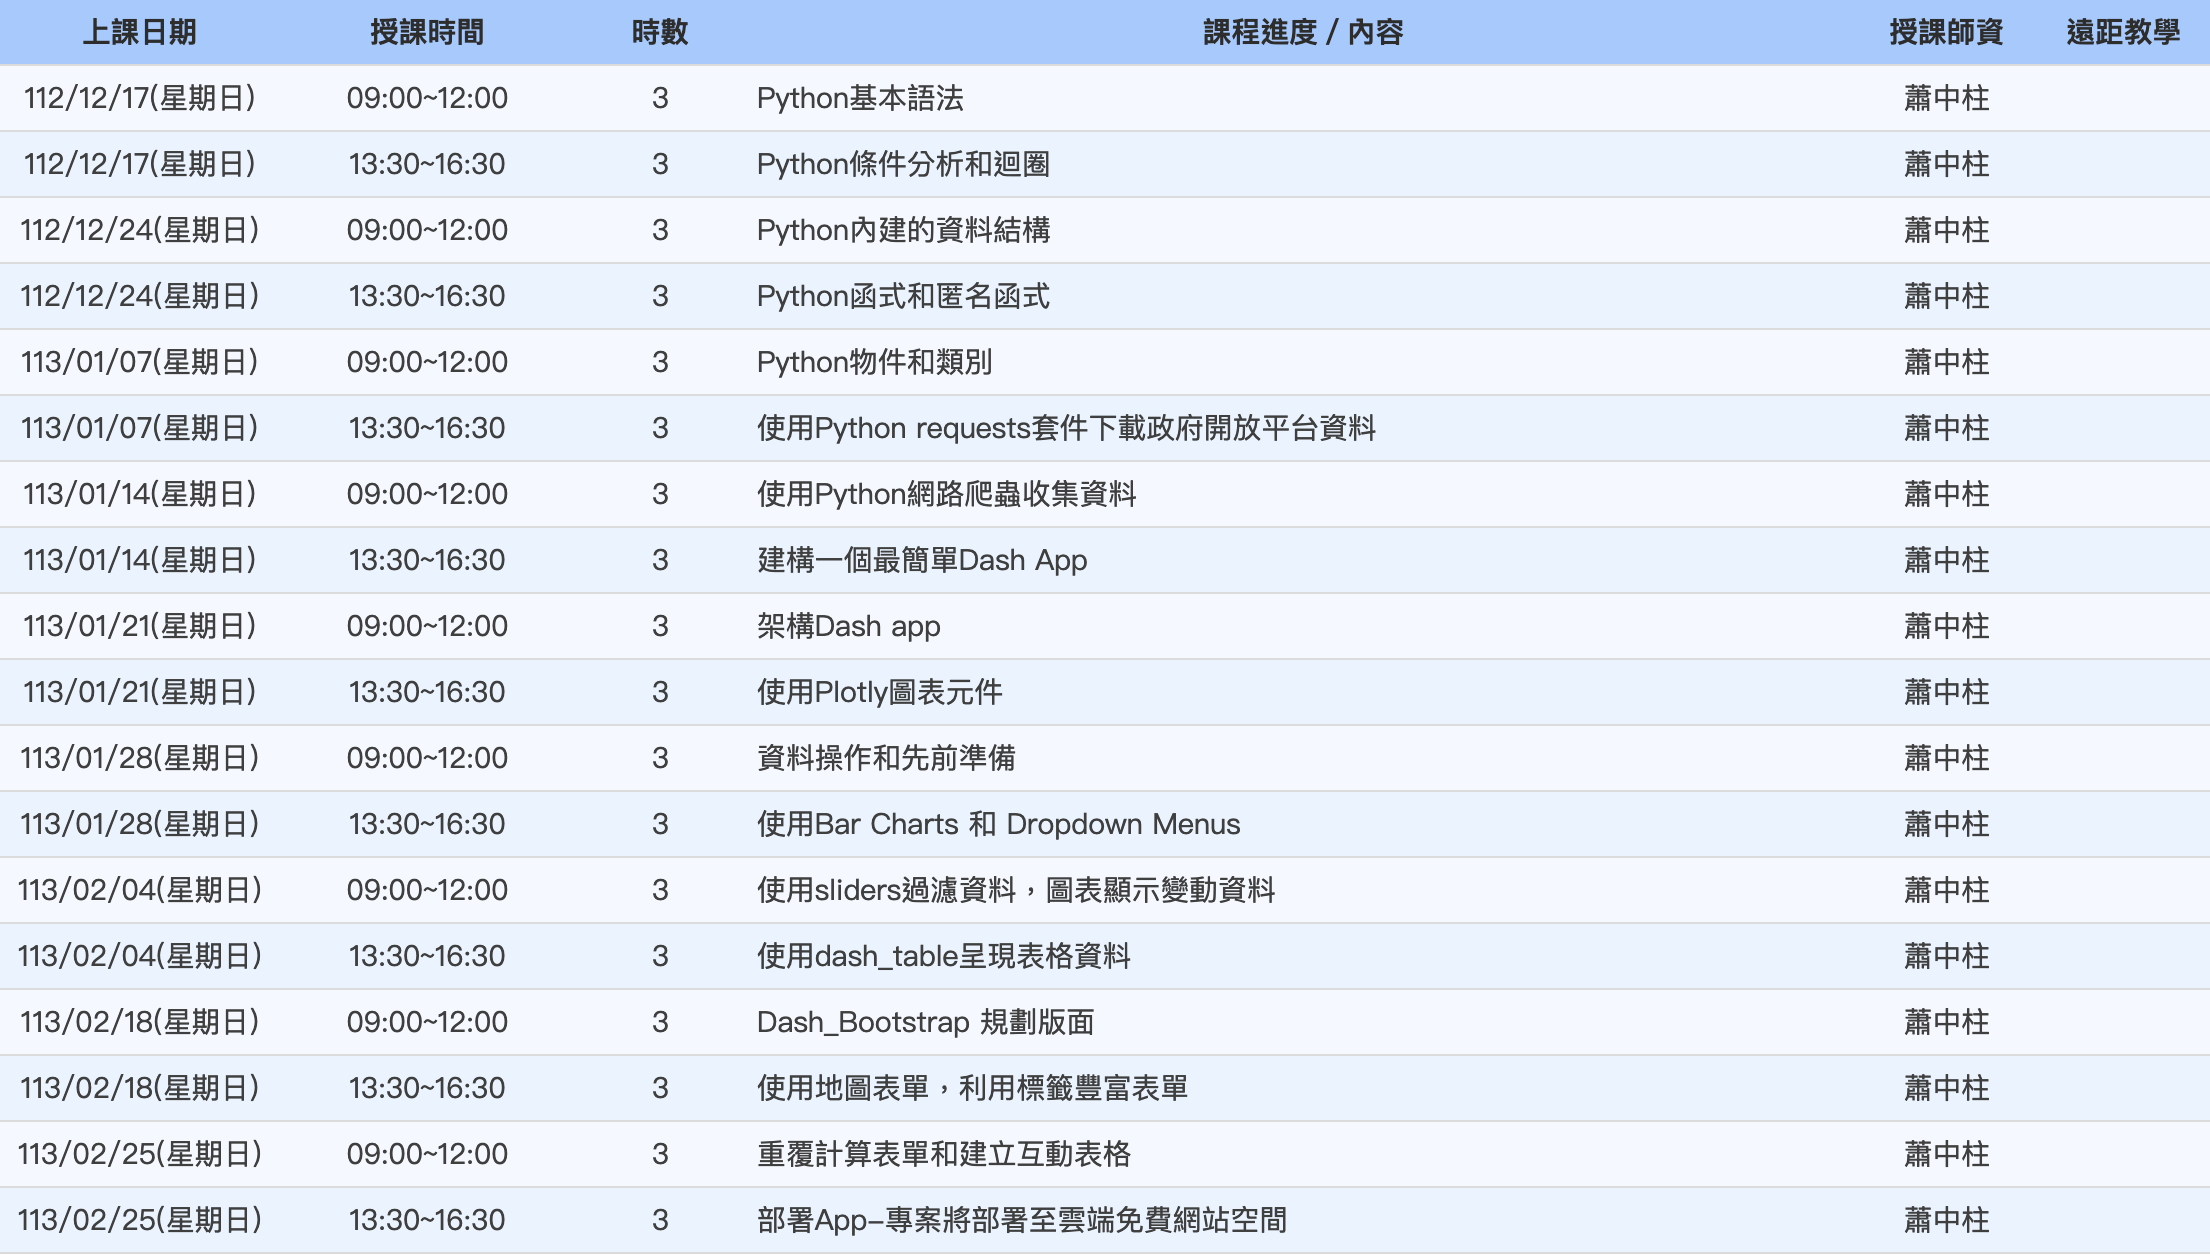 上課日期 授課時間 時數 課程進度 / 內容 授課師資 遠距教學
112/12/17(星期日) 09:00~12:00 3 Python基本語法 蕭中柱
112/12/17(星期日) 13:30~16:30 3 Python條件分析和迴圈 蕭中柱
112/12/24(星期日) 09:00~12:00 3 Python內建的資料結構 蕭中柱
112/12/24(星期日) 13:30~16:30 3 Python函式和匿名函式 蕭中柱
113/01/07(星期日) 09:00~12:00 3 Python物件和類別 蕭中柱
113/01/07(星期日) 13:30~16:30 3 使用Python requests套件下載政府開放平台資料 蕭中柱
113/01/14(星期日) 09:00~12:00 3 使用Python網路爬蟲收集資料 蕭中柱
113/01/14(星期日) 13:30~16:30 3 建構一個最簡單Dash App 蕭中柱
113/01/21(星期日) 09:00~12:00 3 架構Dash app 蕭中柱
113/01/21(星期日) 13:30~16:30 3 使用Plotly圖表元件 蕭中柱
113/01/28(星期日) 09:00~12:00 3 資料操作和先前準備 蕭中柱
113/01/28(星期日) 13:30~16:30 3 使用Bar Charts 和 Dropdown Menus 蕭中柱
113/02/04(星期日) 09:00~12:00 3 使用sliders過濾資料，圖表顯示變動資料 蕭中柱
113/02/04(星期日) 13:30~16:30 3 使用dash_table呈現表格資料 蕭中柱
113/02/18(星期日) 09:00~12:00 3 Dash_Bootstrap 規劃版面 蕭中柱
113/02/18(星期日) 13:30~16:30 3 使用地圖表單，利用標籤豐富表單 蕭中柱
113/02/25(星期日) 09:00~12:00 3 重覆計算表單和建立互動表格 蕭中柱
113/02/25(星期日) 13:30~16:30 3 部署App–專案將部署至雲端免費網站空間 蕭中柱